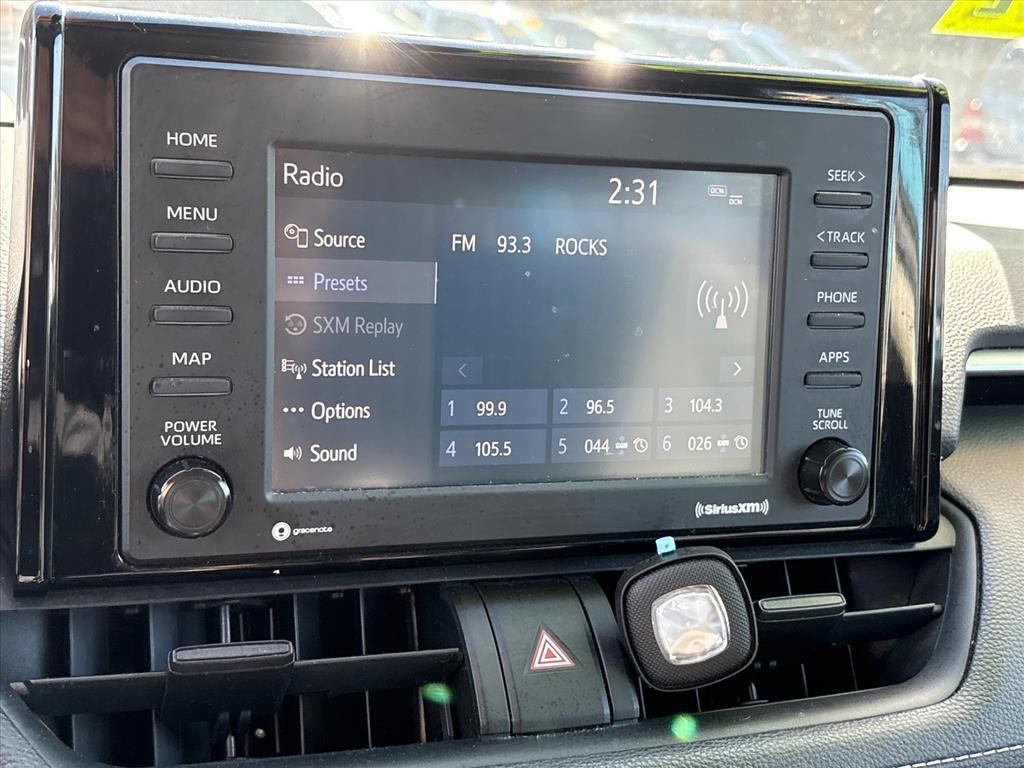 HOME
MENU
AUDIO
MAP
POWER
VOLUME
Radio
2:31
DCM
DCM
Source
Presets
SXM Replay
Station List
Options
Sound
FM 93.3 ROCKS
1 99.9 2 96.5 3 104.3
4 105.5 5 044 6 026
SEEK >
< TRACK
PHONE
APPS
TUNE
SCROLL
gracenote
((SiriusXM))